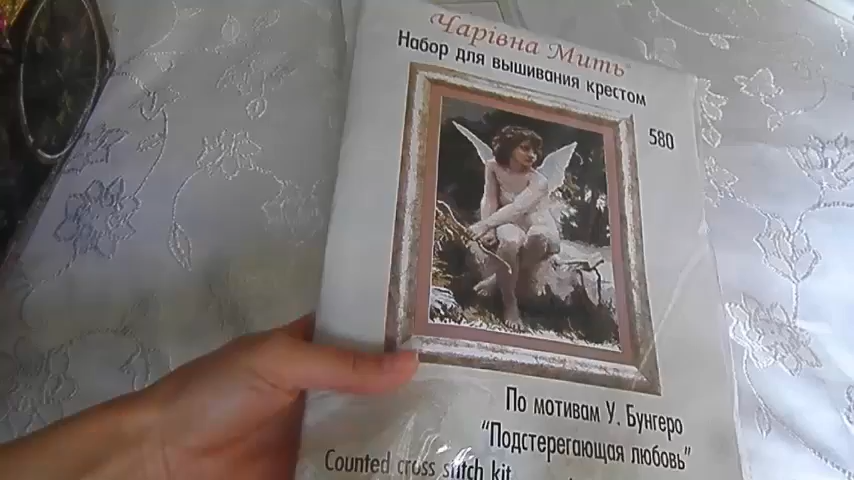 Чарівна Мить
Набор для вышивания крестом
580
По мотивам У. Бунгеро
"Подстерегающая любовь"
Counted cross stitch kit